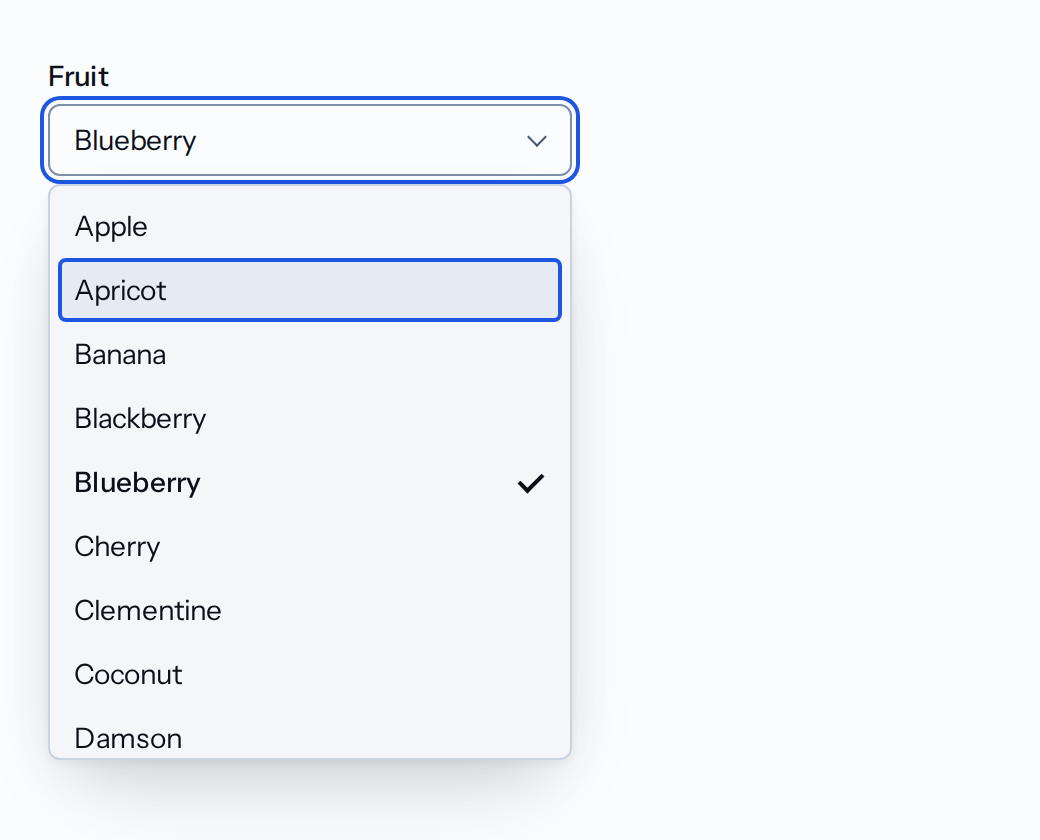 Fruit
Blueberry
Apple
Apricot
Banana
Blackberry
Blueberry
Cherry
Clementine
Coconut
Damson